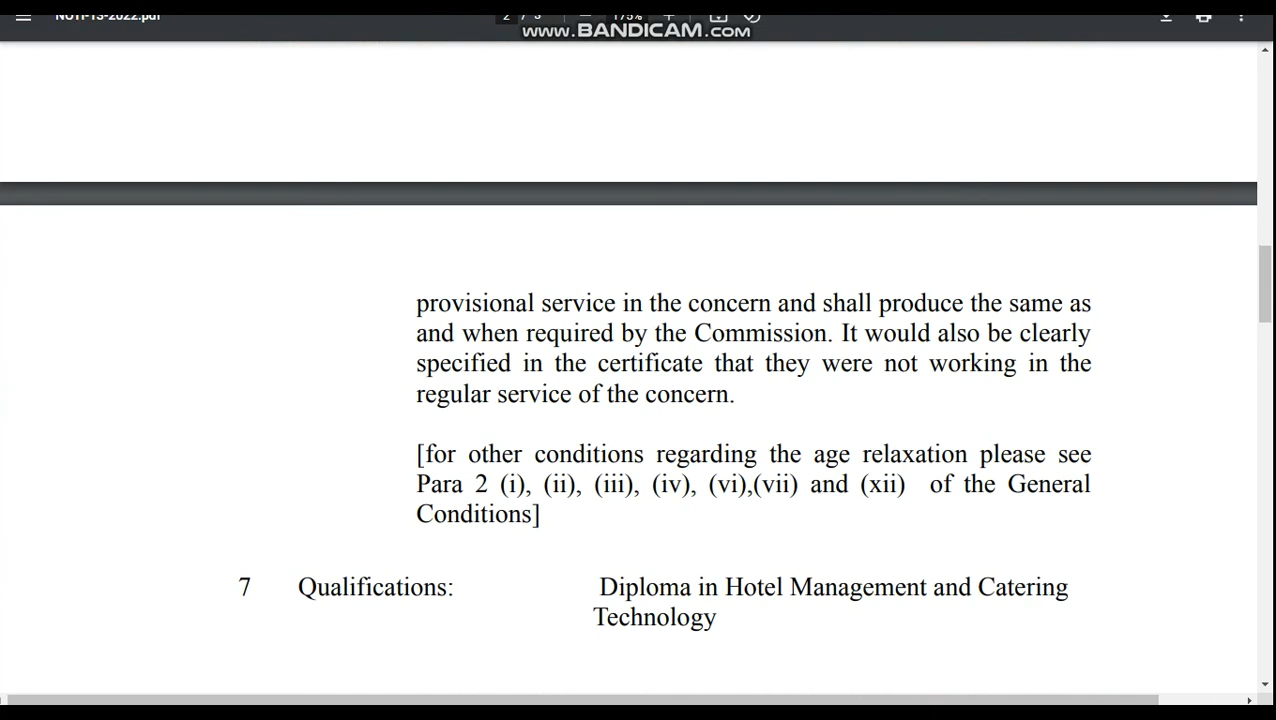 2 / 3
175%
www.BANDICAM.com
provisional service in the concern and shall produce the same as
and when required by the Commission. It would also be clearly
specified in the certificate that they were not working in the
regular service of the concern.
[for other conditions regarding the age relaxation please see
Para 2 (i), (ii), (iii), (iv), (vi),(vii) and (xii) of the General
Conditions]
7 Qualifications: Diploma in Hotel Management and Catering
Technology